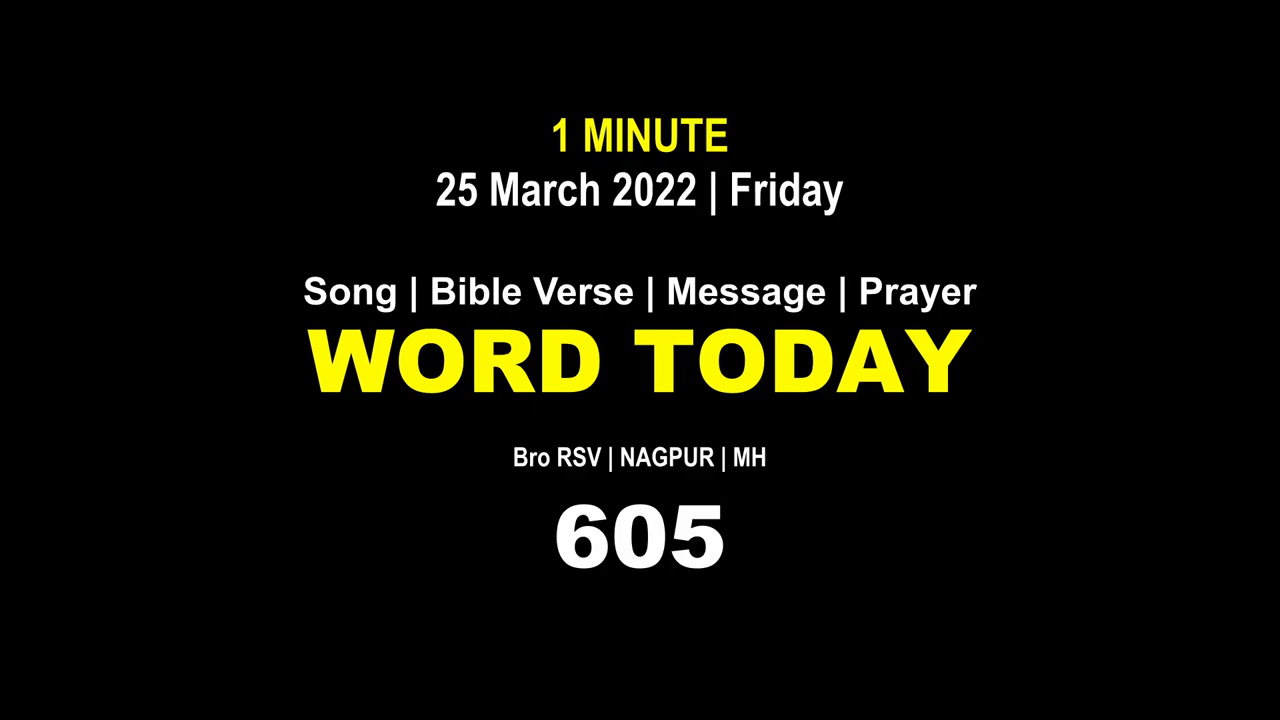 1 MINUTE
25 March 2022 | Friday
Song | Bible Verse | Message | Prayer
WORD TODAY
Bro RSV | NAGPUR | MH
605